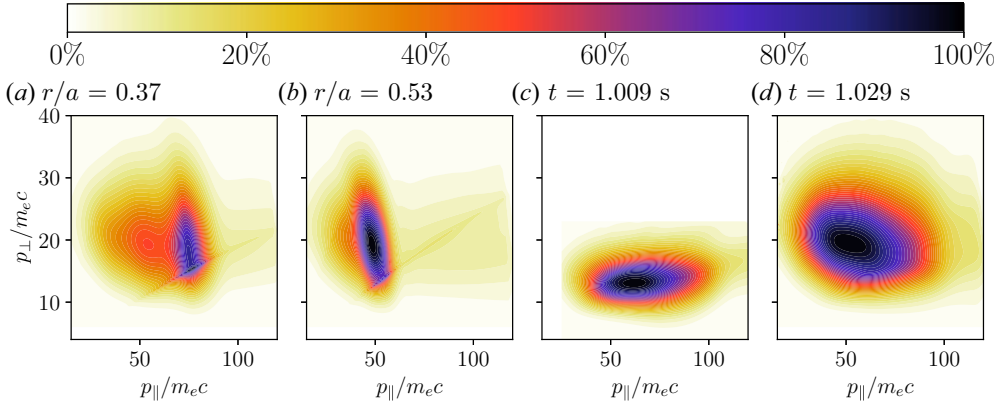 0% 20% 40% 60% 80% 100%
(a) r/a = 0.37 (b) r/a = 0.53 (c) t = 1.009 s (d) t = 1.029 s
40
30
20
10
p⊥/mₑc
50 100 50 100 50 100 50 100
p∥/mₑc p∥/mₑc p∥/mₑc p∥/mₑc